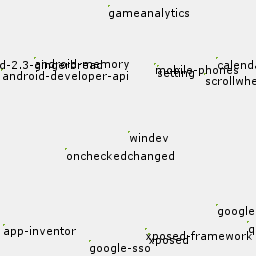 gameanalytics
d-2.3-gingerbread
android-memory
calenda
mobile-phones
setting
android-developer-api
scrollwhe
windev
oncheckedchanged
google
app-inventor
xposed-framework
xposed
google-sso